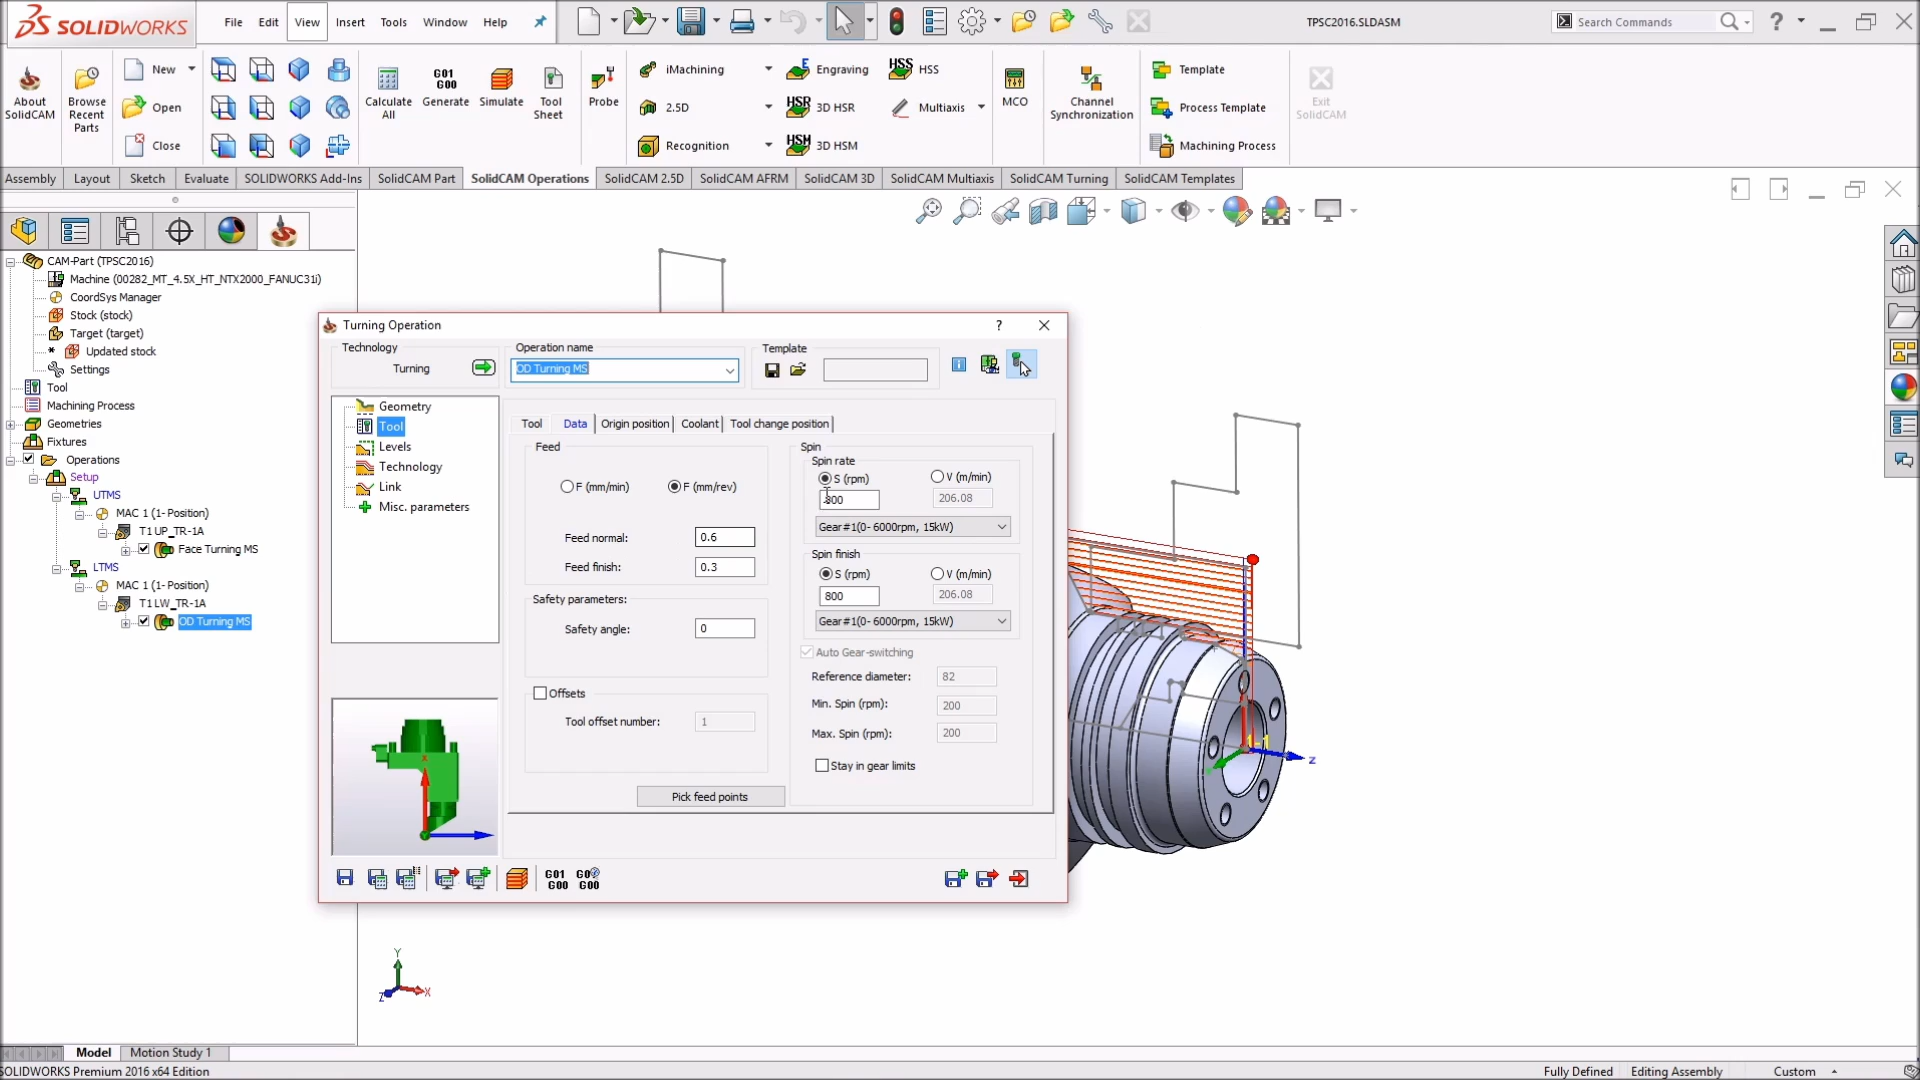 SOLIDWORKS
File Edit View Insert Tools Window Help
TPSC2016.SLDASM
Search Commands
?
About SolidCAM
Browse Recent Parts
New
Open
Close
Calculate All
G01 G00 Generate
Simulate
Tool Sheet
Probe
iMachining
2.5D
Recognition
Engraving
HSR 3D HSR
HSM 3D HSM
HSS HSS
Multiaxis
MCO
Channel Synchronization
Template
Process Template
Machining Process
Exit SolidCAM
Assembly Layout Sketch Evaluate SOLIDWORKS Add-Ins SolidCAM Part SolidCAM Operations SolidCAM 2.5D SolidCAM AFRM SolidCAM 3D SolidCAM Multiaxis SolidCAM Turning SolidCAM Templates
CAM-Part (TPSC2016)
Machine (00282_MT_4.5X_HT_NTX2000_FANUC31i)
CoordSys Manager
Stock (stock)
Target (target)
* Updated stock
Settings
Tool
Machining Process
Geometries
Fixtures
Operations
Setup
UTMS
MAC 1 (1- Position)
T1 UP_TR-1A
Face Turning MS
LTMS
MAC 1 (1- Position)
T1 LW_TR-1A
OD Turning MS
Turning Operation
?
Technology
Turning
Operation name
OD Turning MS
Template
Geometry
Tool
Levels
Technology
Link
Misc. parameters
Tool Data Origin position Coolant Tool change position
Feed
F (mm/min) F (mm/rev)
Feed normal: 0.6
Feed finish: 0.3
Safety parameters:
Safety angle: 0
Offsets
Tool offset number: 1
Pick feed points
Spin
Spin rate
S (rpm) V (m/min)
800 206.08
Gear#1(0- 6000rpm, 15kW)
Spin finish
S (rpm) V (m/min)
800 206.08
Gear#1(0- 6000rpm, 15kW)
Auto Gear-switching
Reference diameter: 82
Min. Spin (rpm): 200
Max. Spin (rpm): 200
Stay in gear limits
x
G01 G00
G0 G00
z
Y
Z X
Model Motion Study 1
SOLIDWORKS Premium 2016 x64 Edition
Fully Defined Editing Assembly Custom